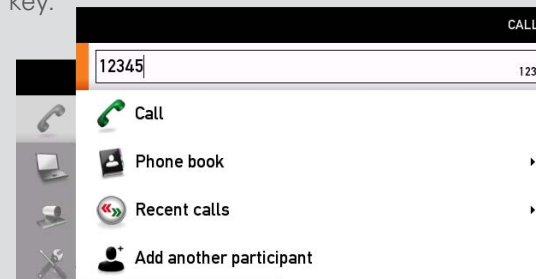 key.
CALL
12345
123
Call
Phone book
Recent calls
Add another participant